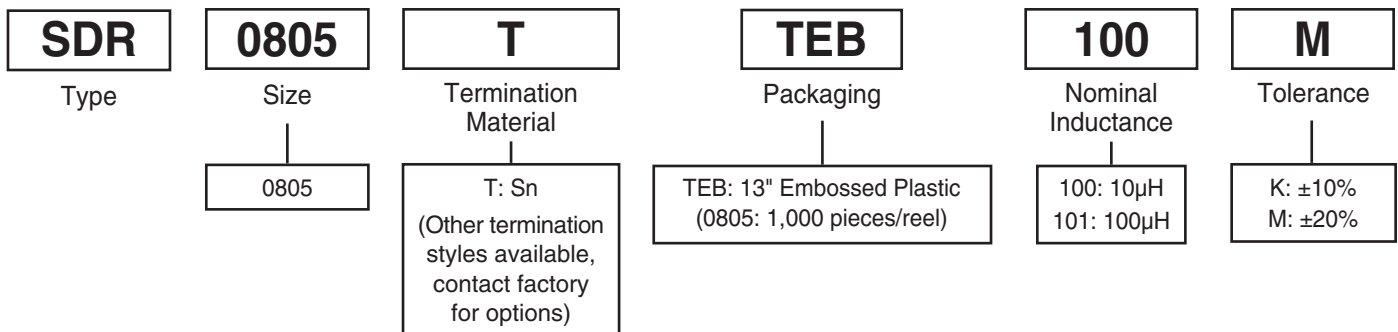 SDR 0805 T TEB 100 M
Type Size Termination Material Packaging Nominal Inductance Tolerance
0805
T: Sn
(Other termination
styles available,
contact factory
for options)
TEB: 13" Embossed Plastic
(0805: 1,000 pieces/reel)
100: 10µH
101: 100µH
K: ±10%
M: ±20%